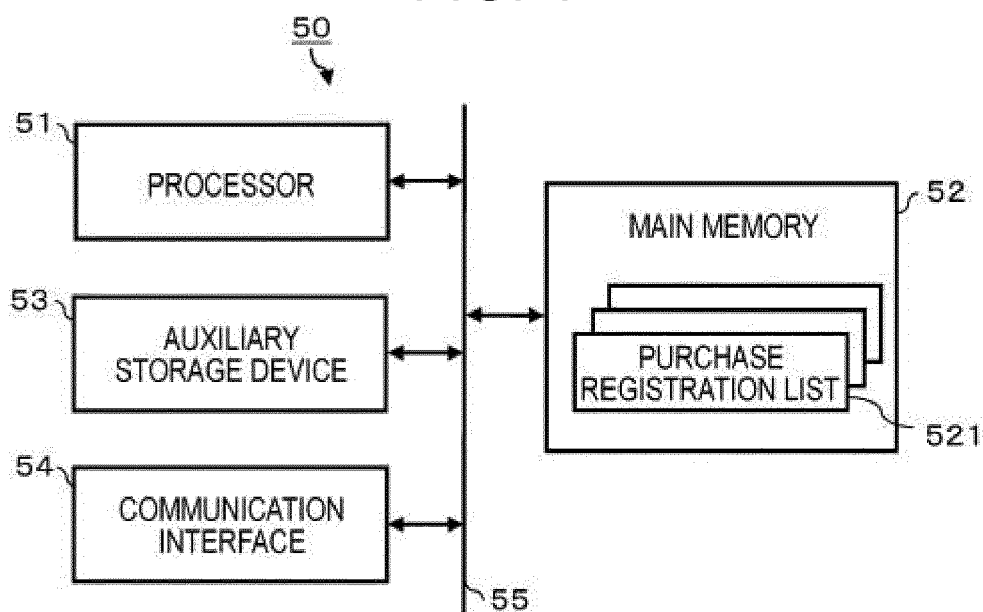 50
51
PROCESSOR
52
MAIN MEMORY
53
AUXILIARY
STORAGE DEVICE
PURCHASE
REGISTRATION LIST
521
54
COMMUNICATION
INTERFACE
55